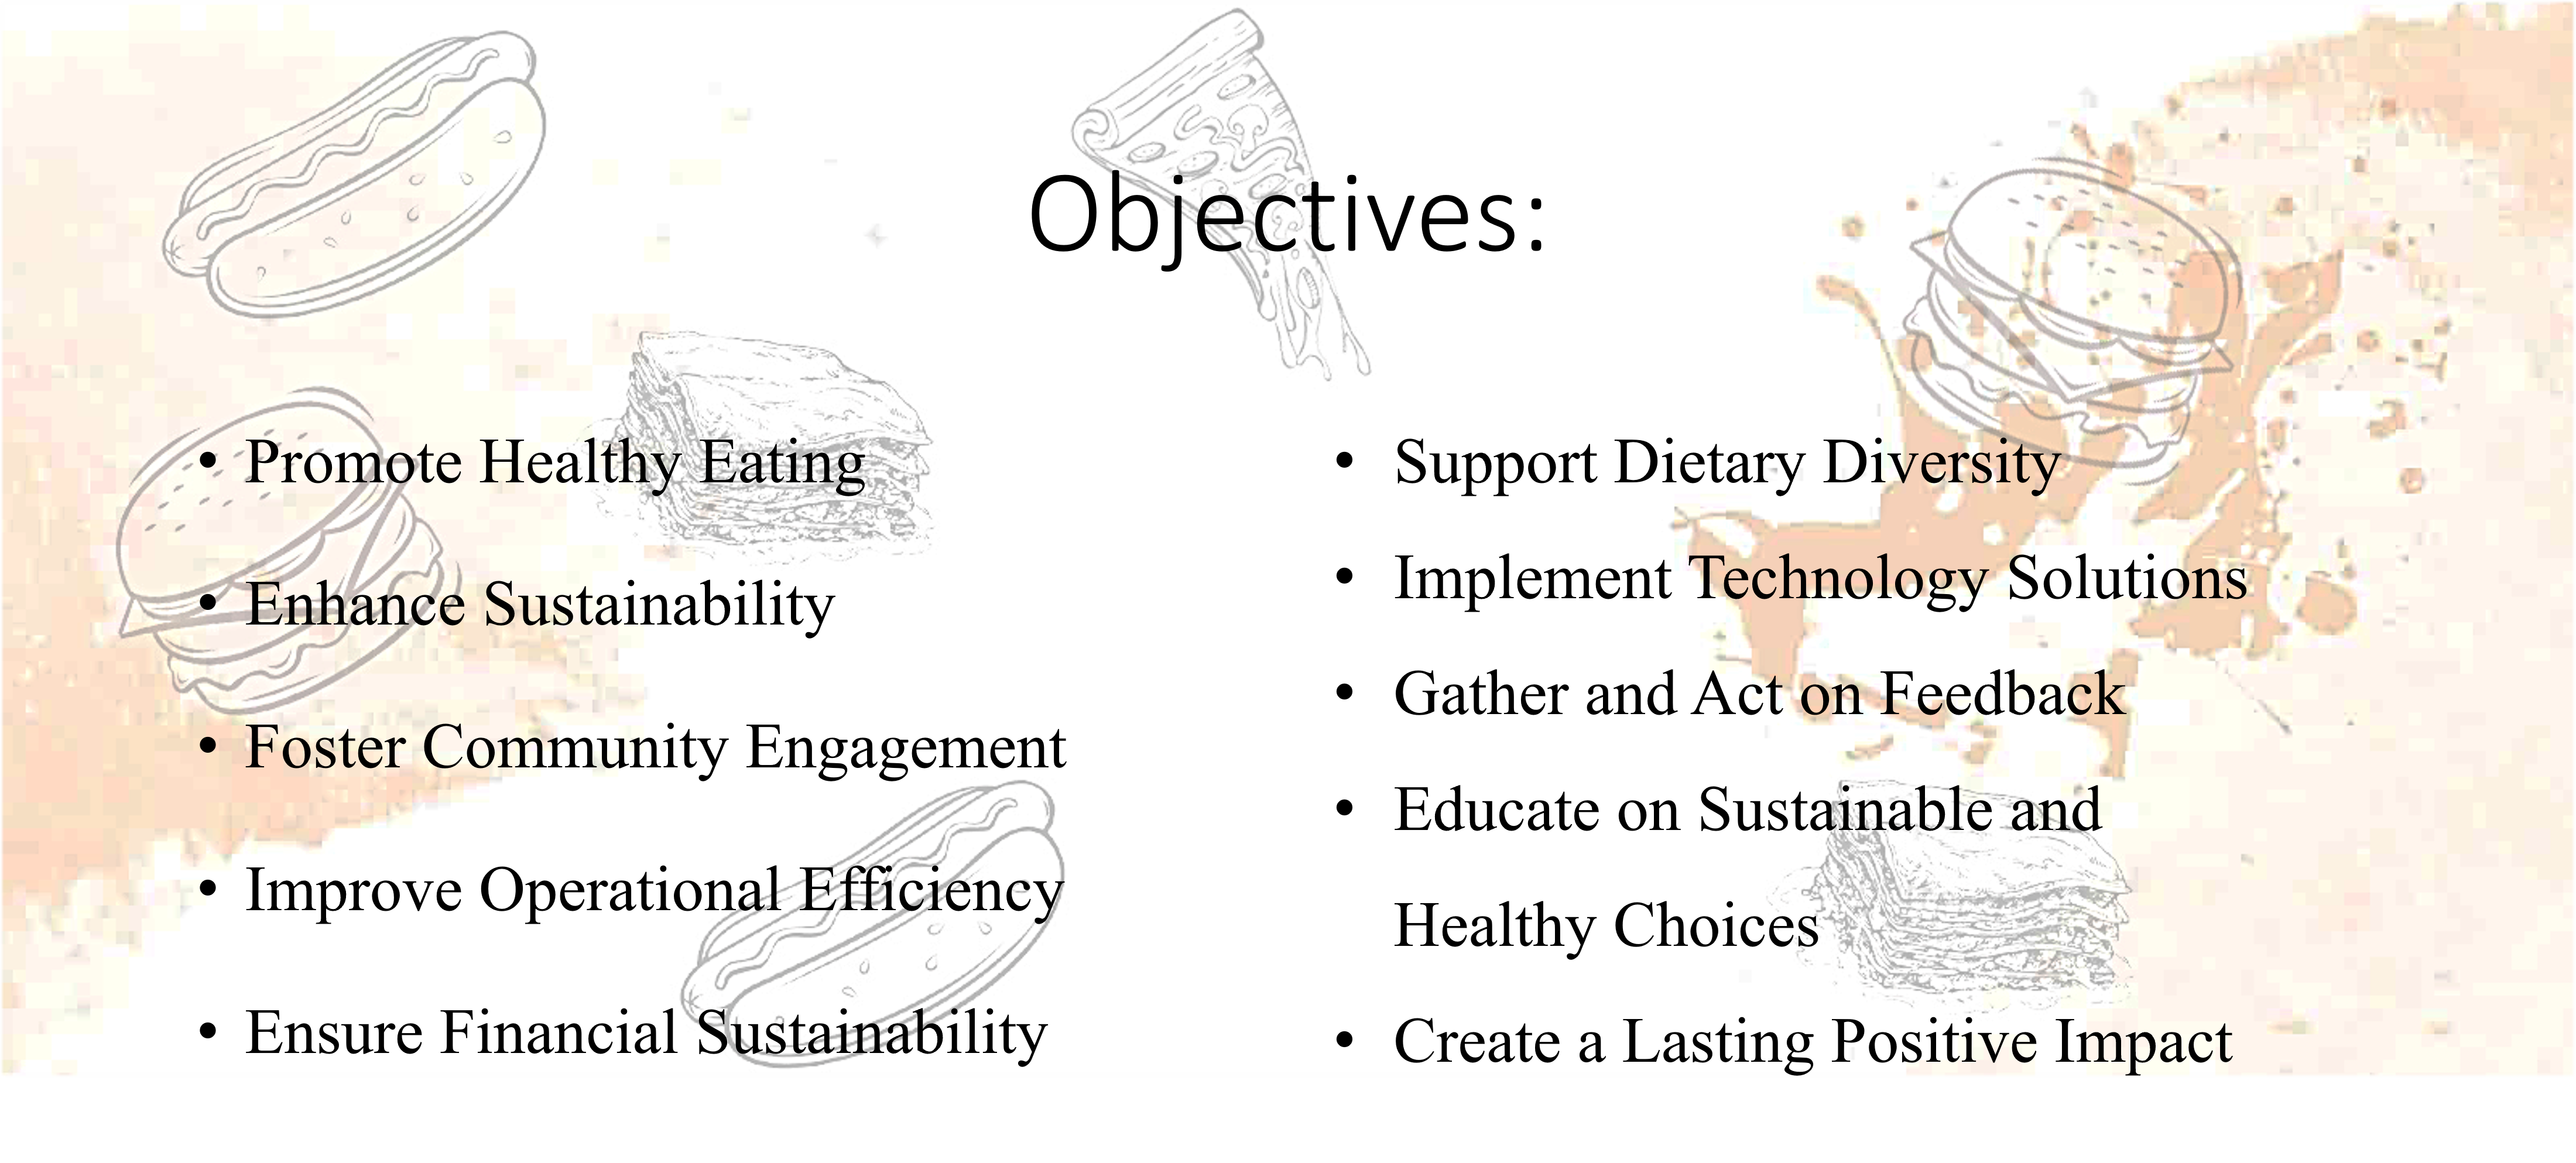 Objectives:
• Promote Healthy Eating
• Enhance Sustainability
• Foster Community Engagement
• Improve Operational Efficiency
• Ensure Financial Sustainability
• Support Dietary Diversity
• Implement Technology Solutions
• Gather and Act on Feedback
• Educate on Sustainable and
Healthy Choices
• Create a Lasting Positive Impact